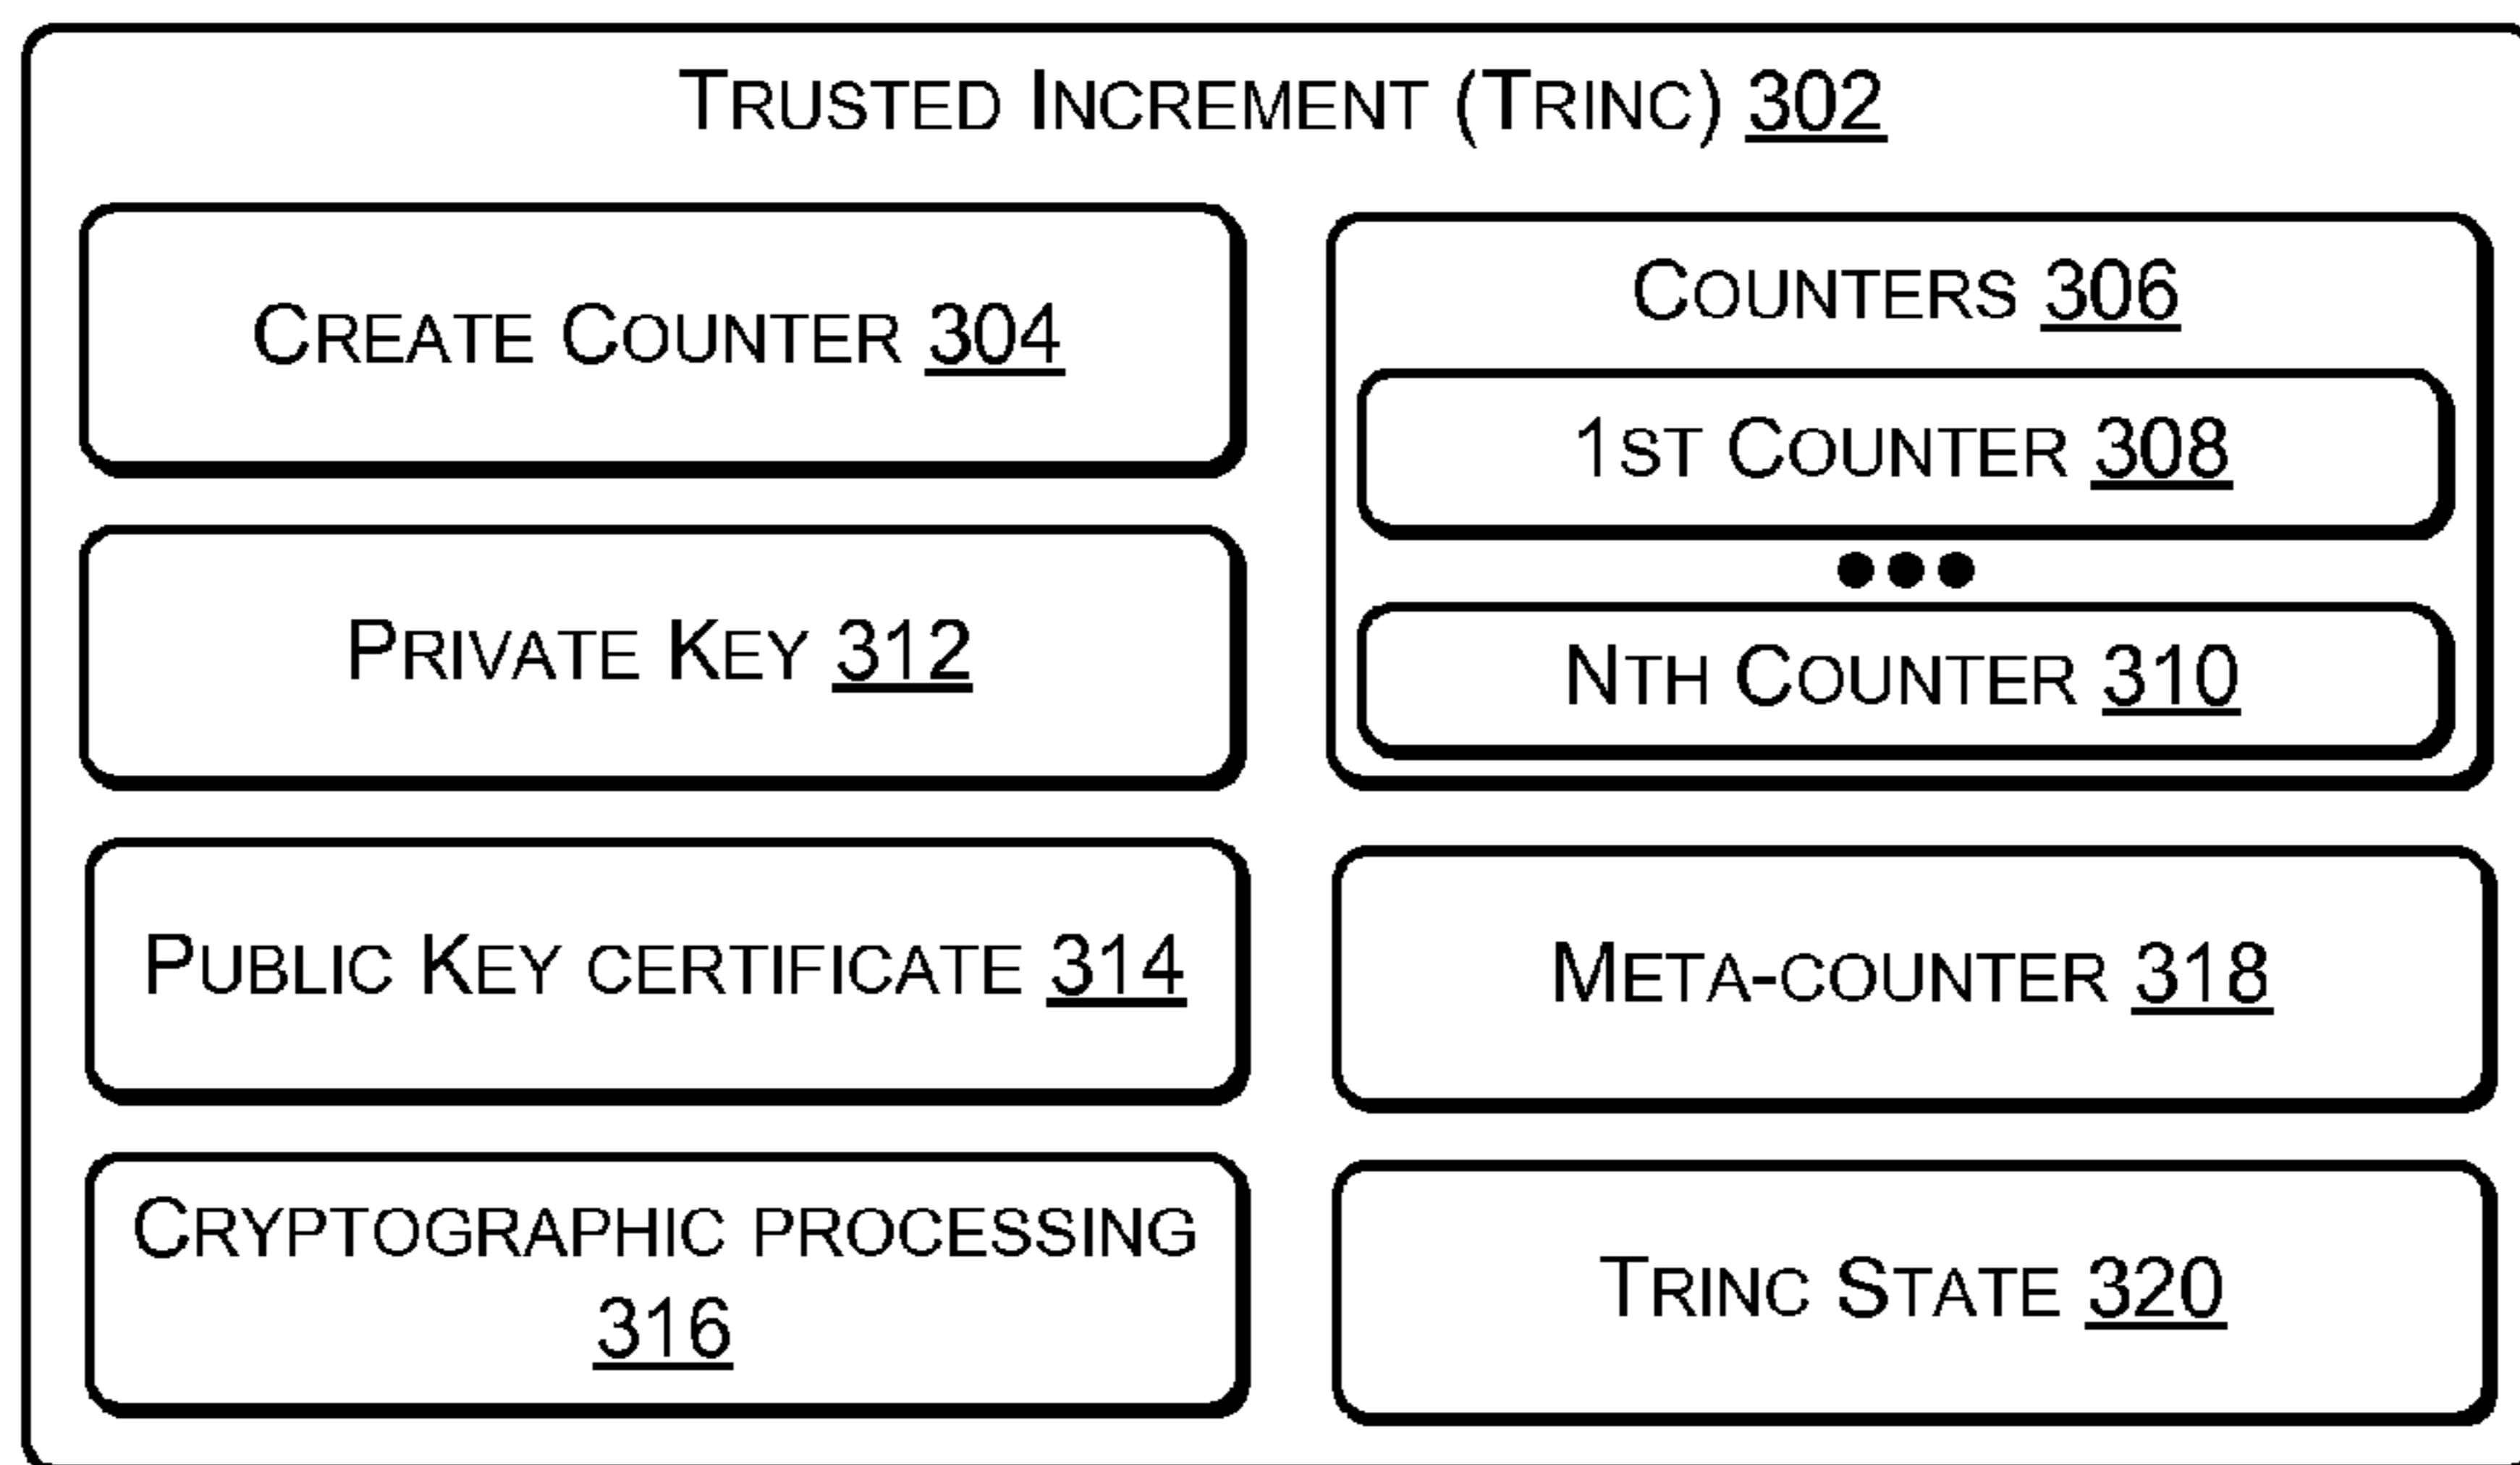 Trusted Increment (Trinc) 302
Create Counter 304
Counters 306
1st Counter 308
Nth Counter 310
Private Key 312
Public Key certificate 314
Meta-counter 318
Cryptographic processing
316
Trinc State 320